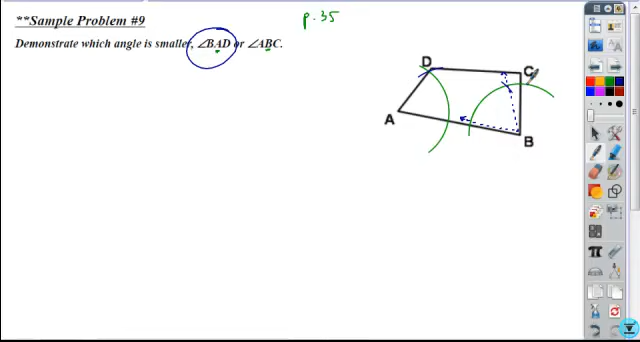 **Sample Problem #9
p.35
Demonstrate which angle is smaller, ∠BAD or ∠ABC.
D
C
A
B